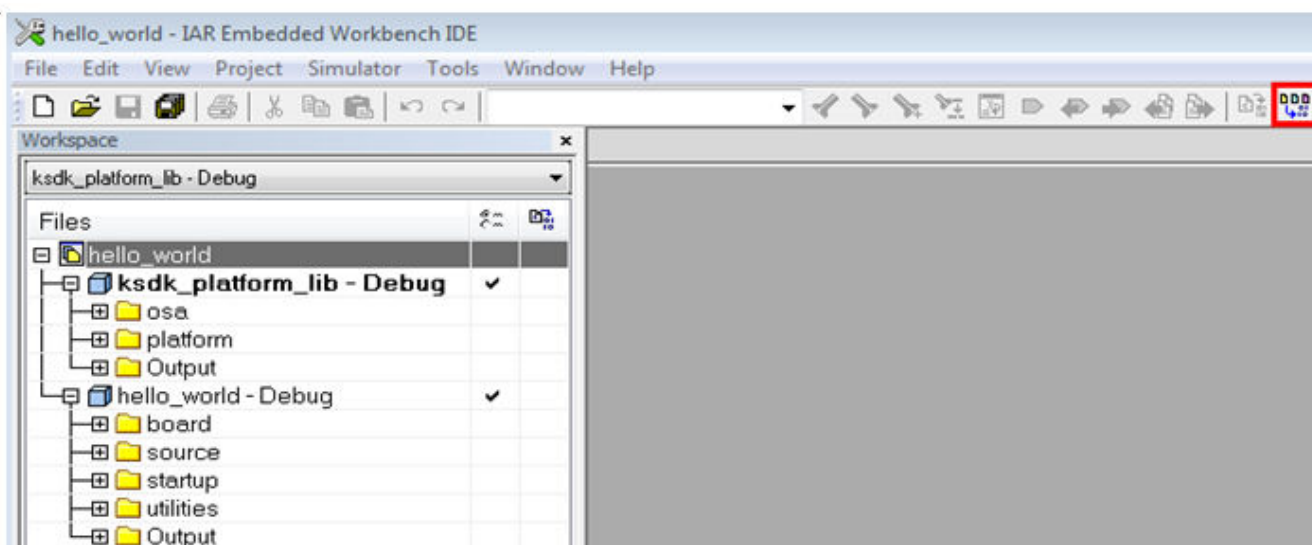 hello_world - IAR Embedded Workbench IDE
File Edit View Project Simulator Tools Window Help
Workspace
ksdk_platform_lib - Debug
Files
hello_world
ksdk_platform_lib - Debug
osa
platform
Output
hello_world - Debug
board
source
startup
utilities
Output